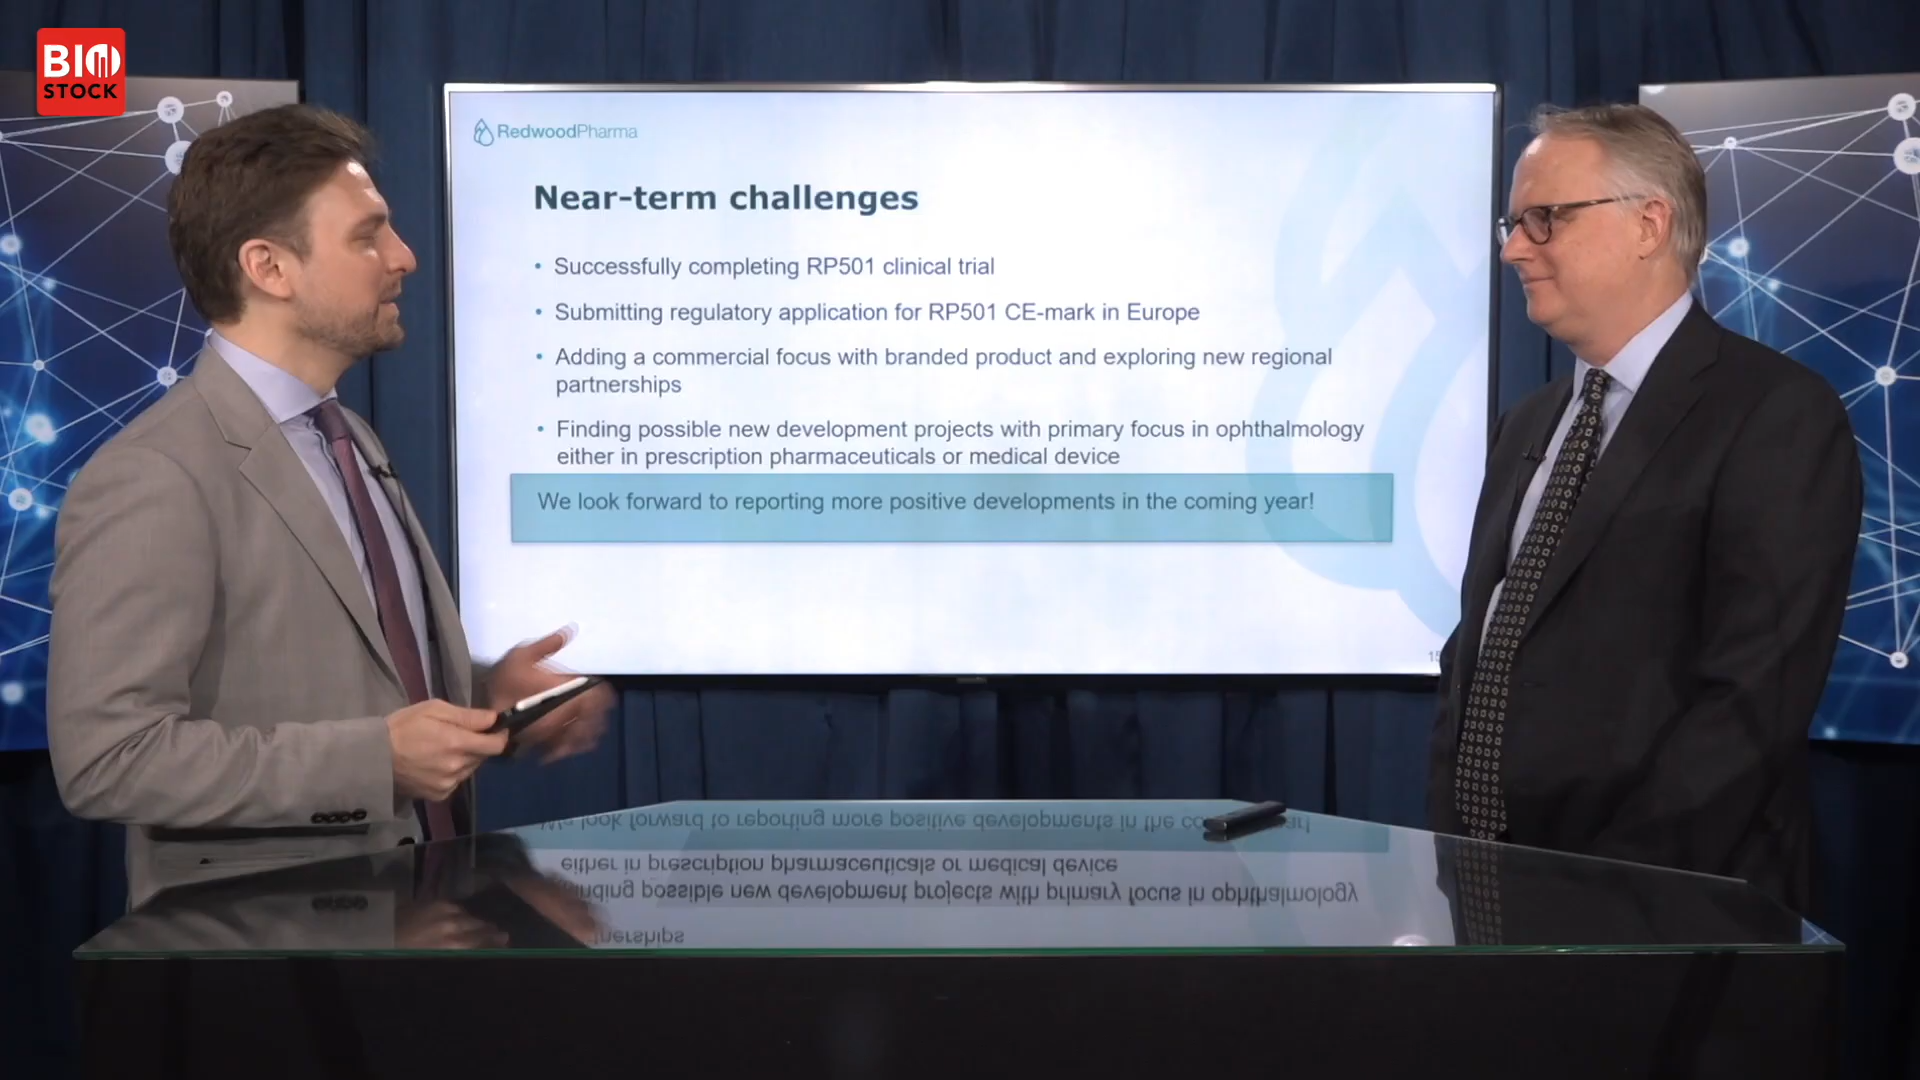 BIO
STOCK
RedwoodPharma
Near-term challenges
• Successfully completing RP501 clinical trial
• Submitting regulatory application for RP501 CE-mark in Europe
• Adding a commercial focus with branded product and exploring new regional
partnerships
• Finding possible new development projects with primary focus in ophthalmology
either in prescription pharmaceuticals or medical device
We look forward to reporting more positive developments in the coming year!